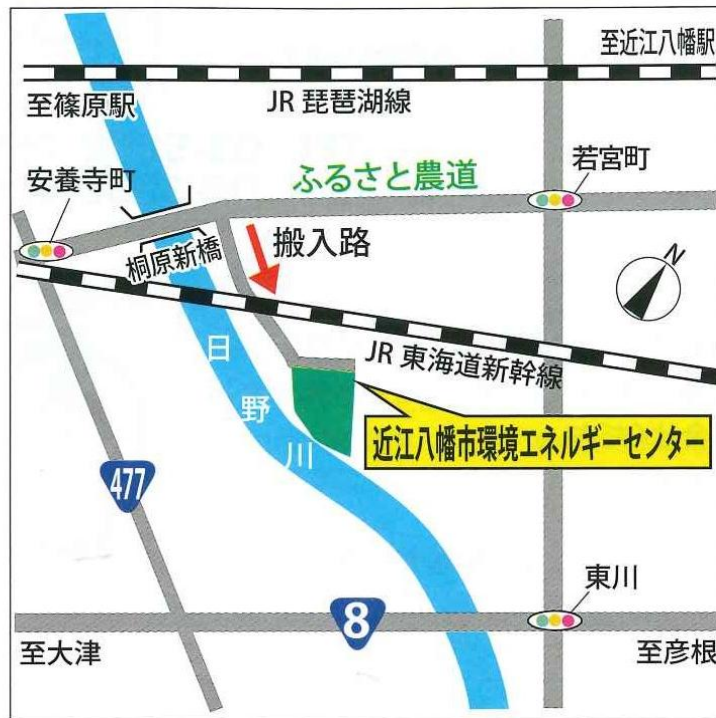 至近江八幡駅
至篠原駅
JR 琵琶湖線
安養寺町
ふるさと農道
若宮町
桐原新橋
搬入路
N
JR 東海道新幹線
日野川
近江八幡市環境エネルギーセンター
477
8
東川
至大津
至彦根